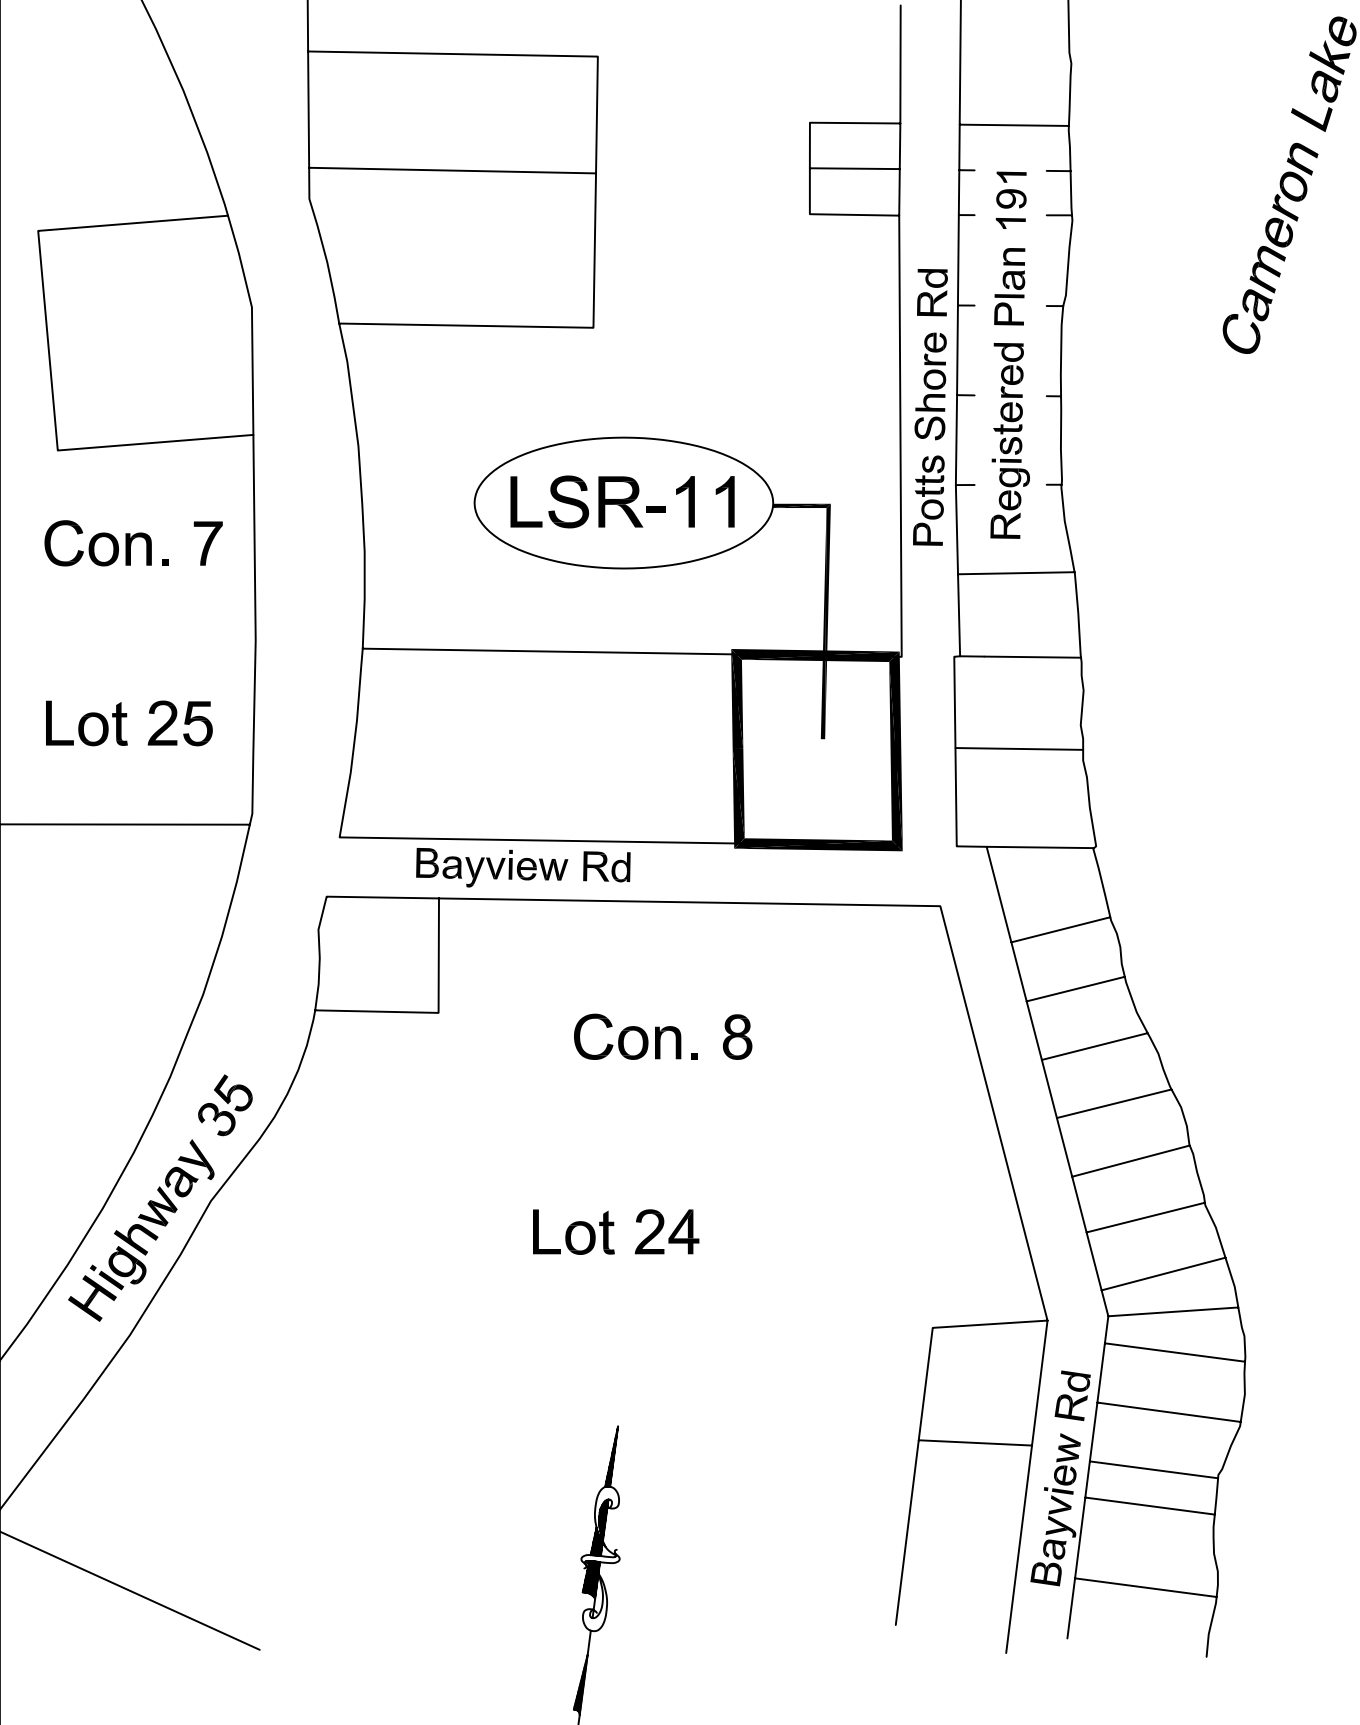 Cameron Lake
Registered Plan 191
Potts Shore Rd
LSR-11
Con. 7
Lot 25
Bayview Rd
Con. 8
Highway 35
Lot 24
Bayview Rd